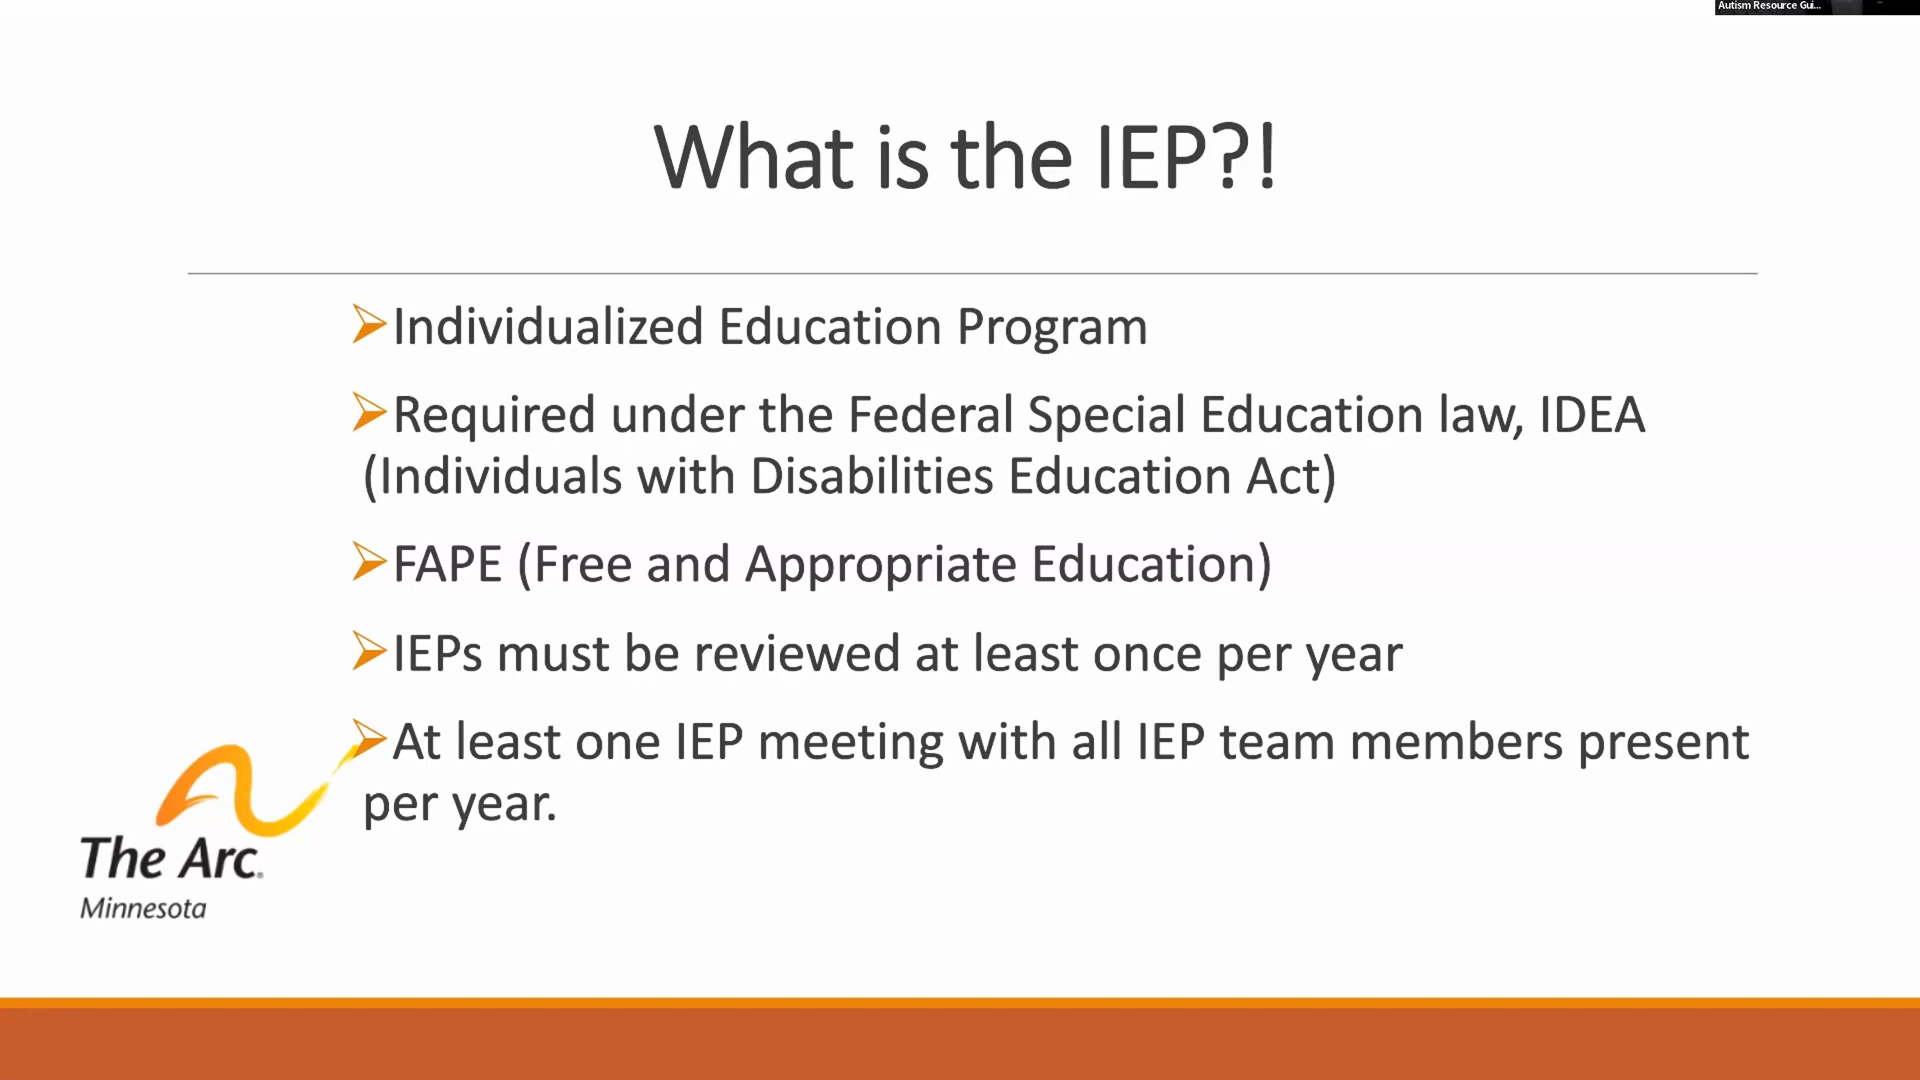 Autism Resource Gui...
What is the IEP?!
Individualized Education Program
Required under the Federal Special Education law, IDEA
(Individuals with Disabilities Education Act)
FAPE (Free and Appropriate Education)
IEPs must be reviewed at least once per year
At least one IEP meeting with all IEP team members present
per year.
The Arc®
Minnesota